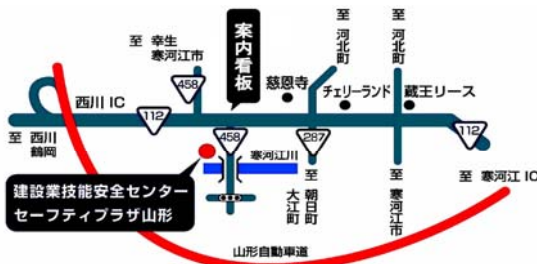 至 幸生
寒河江市
458
案内看板
慈恩寺
至 河北町
チェリーランド
至 河北町
蔵王リース
西川 IC
112
至 西川
鶴岡
458
寒河江川
287
至 朝日町
大江町
至 寒河江市
112
至 寒河江 IC
建設業技能安全センター
セーフティプラザ山形
山形自動車道